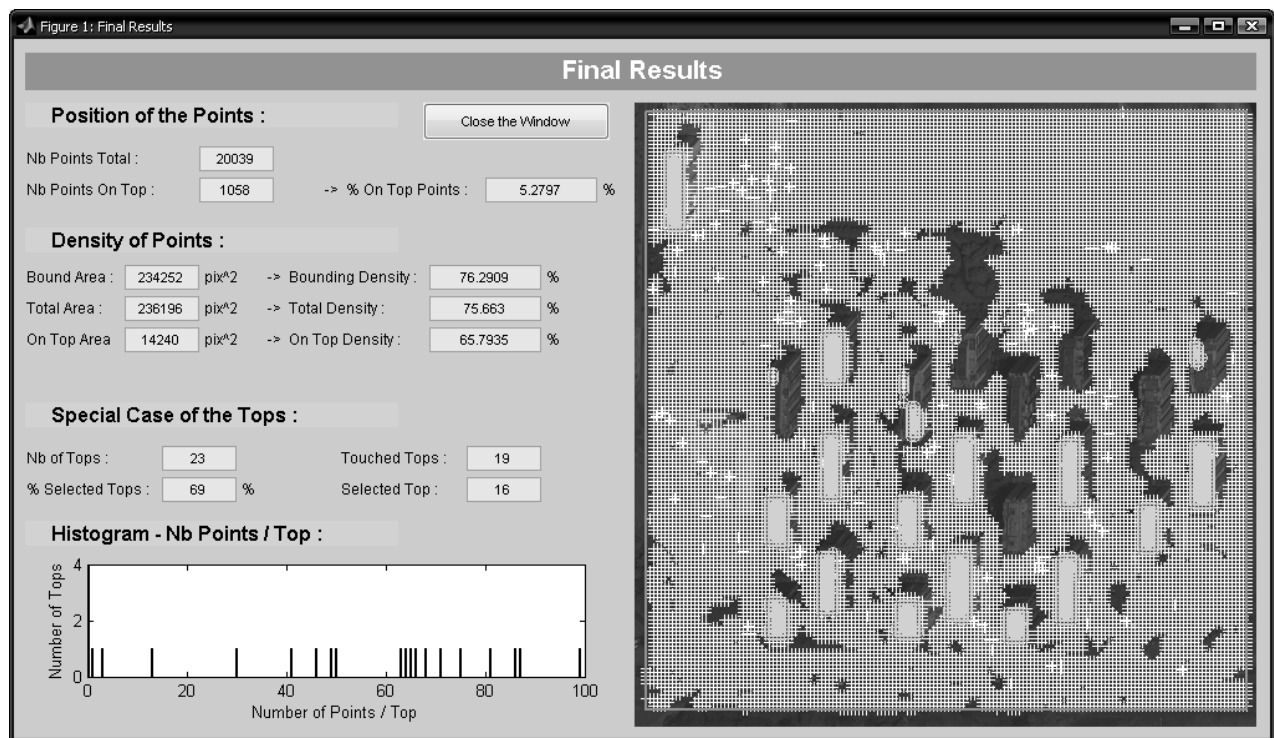 Figure 1: Final Results
Final Results
Position of the Points :
Close the Window
Nb Points Total : 20039
Nb Points On Top : 1058 -> % On Top Points : 5.2797 %
Density of Points :
Bound Area : 234252 pix^2 -> Bounding Density : 76.2909 %
Total Area : 236196 pix^2 -> Total Density : 75.663 %
On Top Area 14240 pix^2 -> On Top Density : 65.7935 %
Special Case of the Tops :
Nb of Tops : 23 Touched Tops : 19
% Selected Tops : 69 % Selected Top : 16
Histogram - Nb Points / Top :
Number of Tops
4
2
0
0 20 40 60 80 100
Number of Points / Top